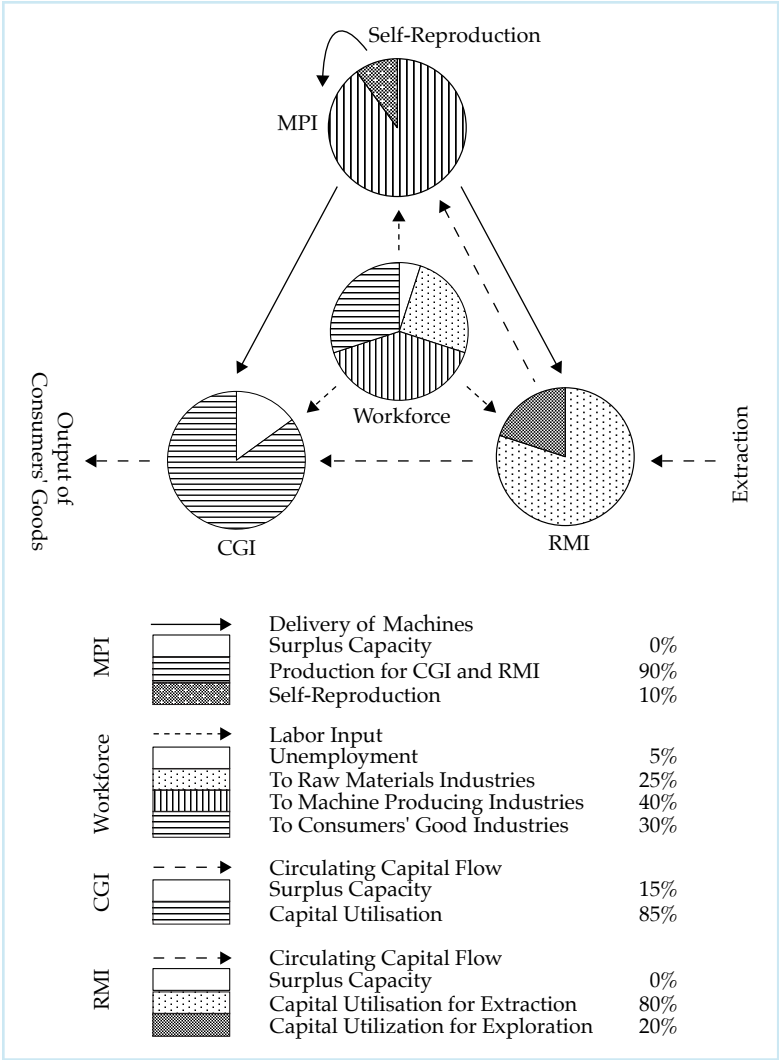 Self-Reproduction
MPI
Workforce
Output of
Consumers' Goods
Extraction
CGI
RMI
MPI
Delivery of Machines
Surplus Capacity 0%
Production for CGI and RMI 90%
Self-Reproduction 10%
Workforce
Labor Input
Unemployment 5%
To Raw Materials Industries 25%
To Machine Producing Industries 40%
To Consumers' Good Industries 30%
CGI
Circulating Capital Flow
Surplus Capacity 15%
Capital Utilisation 85%
RMI
Circulating Capital Flow
Surplus Capacity 0%
Capital Utilisation for Extraction 80%
Capital Utilization for Exploration 20%